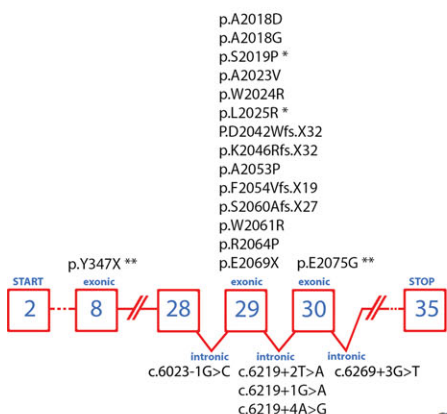 p.A2018D
p.A2018G
p.S2019P *
p.A2023V
p.W2024R
p.L2025R *
P.D2042Wfs.X32
p.K2046Rfs.X32
p.A2053P
p.F2054Vfs.X19
p.S2060Afs.X27
p.W2061R
p.R2064P
p.Y347X ** p.E2069X p.E2075G **
START exonic exonic exonic STOP
2 8 28 29 30 35
intronic intronic intronic
c.6023-1G>C c.6219+2T>A c.6269+3G>T
c.6219+1G>A
c.6219+4A>G